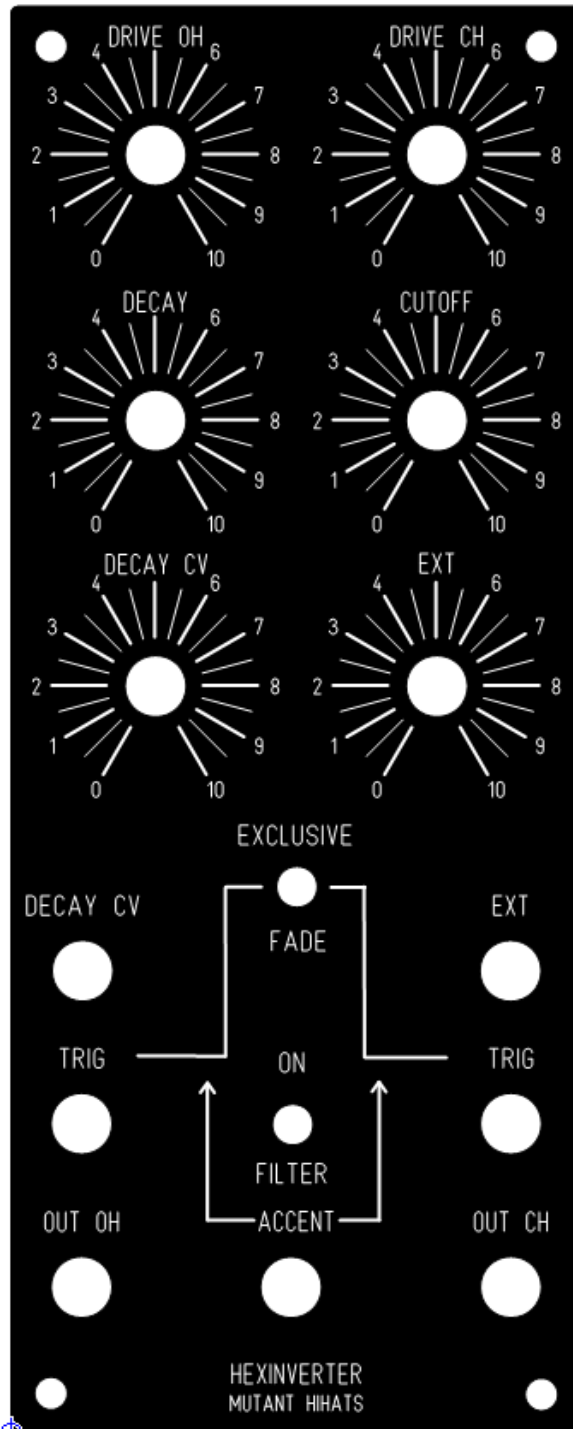 DRIVE OH DRIVE CH
4 6 4 6
3 7 3 7
2 8 2 8
1 9 1 9
0 10 0 10
DECAY CUTOFF
4 6 4 6
3 7 3 7
2 8 2 8
1 9 1 9
0 10 0 10
DECAY CV EXT
4 6 4 6
3 7 3 7
2 8 2 8
1 9 1 9
0 10 0 10
EXCLUSIVE
DECAY CV EXT
FADE
TRIG ON TRIG
FILTER
OUT OH ACCENT OUT CH
HEXINVERTER
MUTANT HIHATS